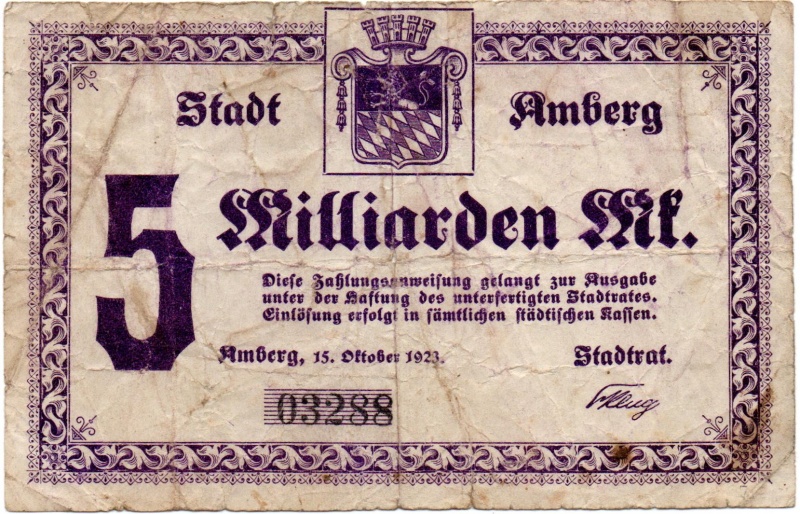 Stadt Amberg
5 Milliarden Mk.
Diese Zahlungsanweisung gelangt zur Ausgabe
unter der Haftung des unterfertigten Stadtrates.
Einlösung erfolgt in sämtlichen städtischen Kassen.
Amberg, 15. Oktober 1923. Stadtrat.
03288